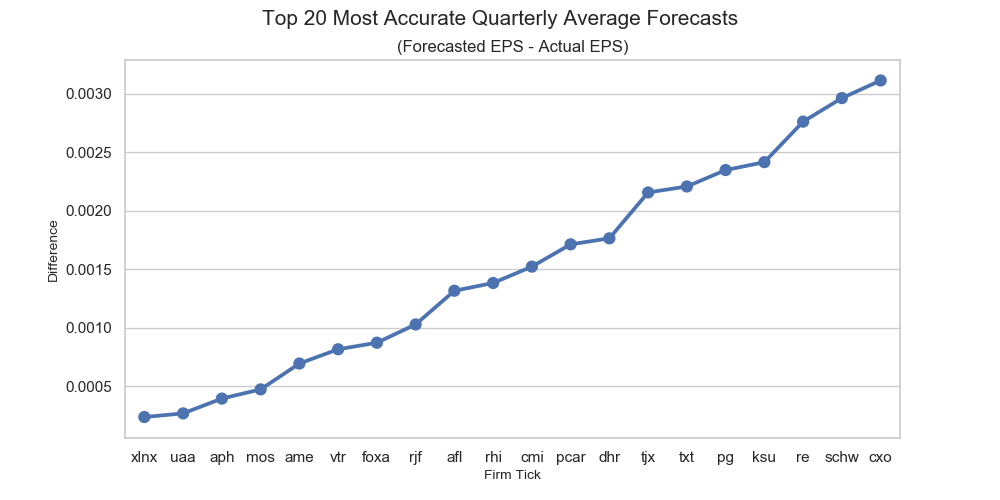 Top 20 Most Accurate Quarterly Average Forecasts
(Forecasted EPS - Actual EPS)
0.0030
0.0025
0.0020
0.0015
0.0010
0.0005
Difference
xlnx uaa aph mos ame vtr foxa rjf afl rhi cmi pcar dhr tjx txt pg ksu re schw cxo
Firm Tick